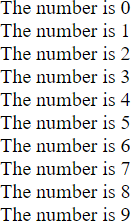 The number is 0
The number is 1
The number is 2
The number is 3
The number is 4
The number is 5
The number is 6
The number is 7
The number is 8
The number is 9